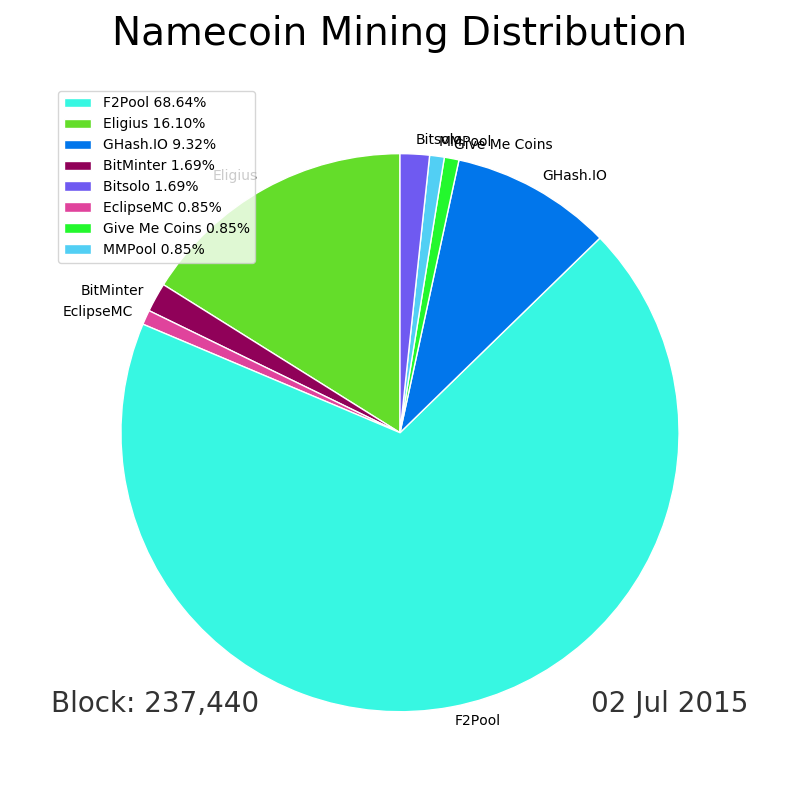 Namecoin Mining Distribution
F2Pool 68.64%
Eligius 16.10%
GHash.IO 9.32%
BitMinter 1.69%
Bitsolo 1.69%
EclipseMC 0.85%
Give Me Coins 0.85%
MMPool 0.85%
Bitsolo
MMPool
Give Me Coins
GHash.IO
Eligius
BitMinter
EclipseMC
F2Pool
Block: 237,440
02 Jul 2015